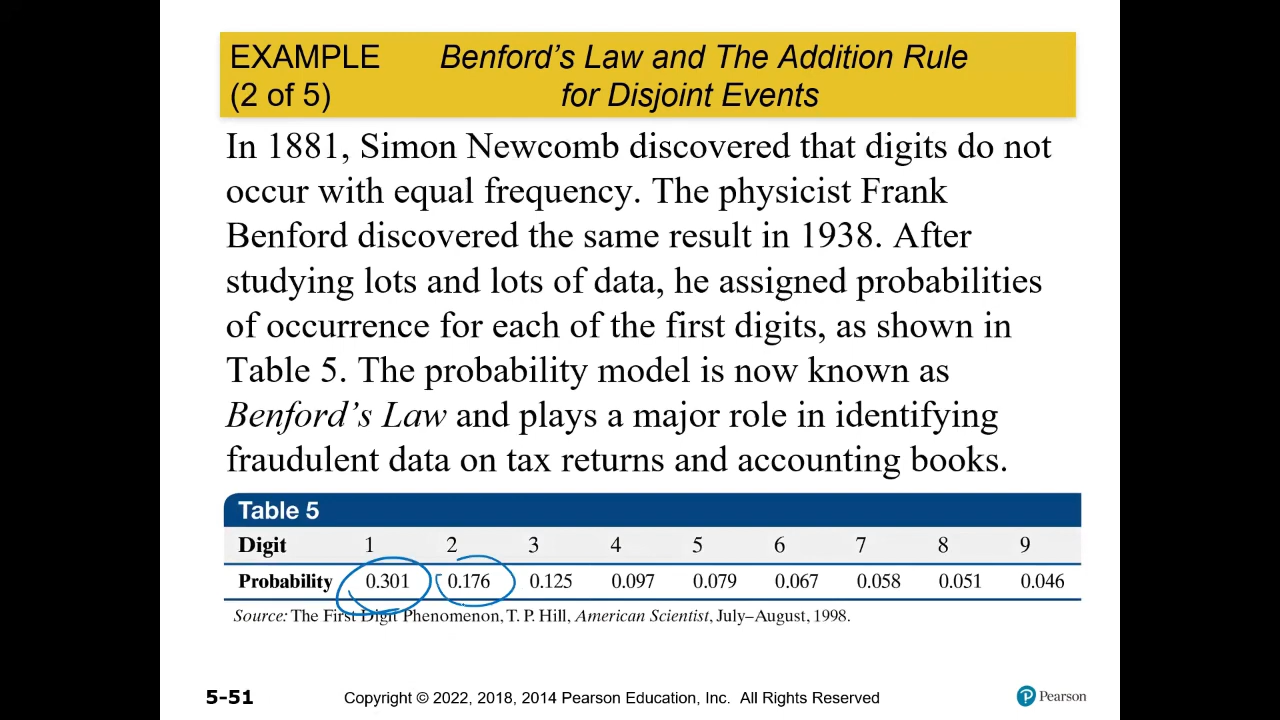 EXAMPLE Benford’s Law and The Addition Rule
(2 of 5) for Disjoint Events
In 1881, Simon Newcomb discovered that digits do not
occur with equal frequency. The physicist Frank
Benford discovered the same result in 1938. After
studying lots and lots of data, he assigned probabilities
of occurrence for each of the first digits, as shown in
Table 5. The probability model is now known as
Benford’s Law and plays a major role in identifying
fraudulent data on tax returns and accounting books.
Table 5
Digit 1 2 3 4 5 6 7 8 9
Probability 0.301 0.176 0.125 0.097 0.079 0.067 0.058 0.051 0.046
Source: The First Digit Phenomenon, T. P. Hill, American Scientist, July–August, 1998.
5-51 Copyright © 2022, 2018, 2014 Pearson Education, Inc. All Rights Reserved P Pearson